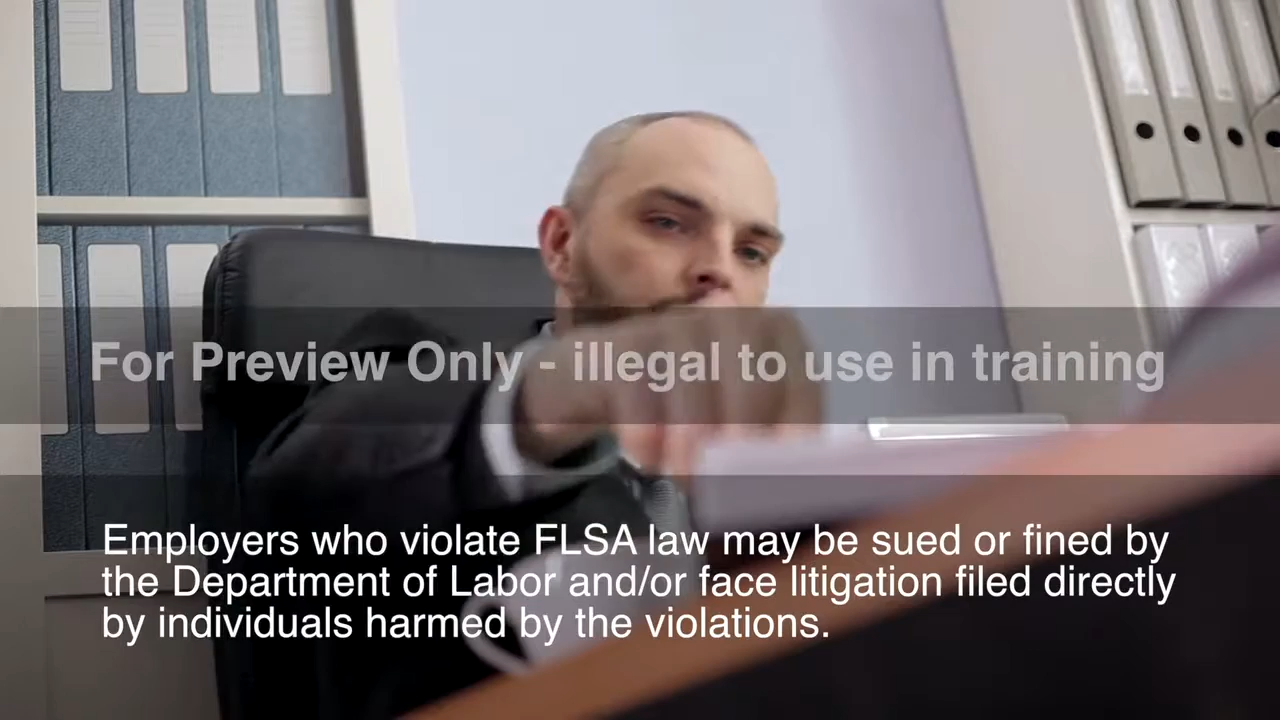 For Preview Only - illegal to use in training
Employers who violate FLSA law may be sued or fined by
the Department of Labor and/or face litigation filed directly
by individuals harmed by the violations.